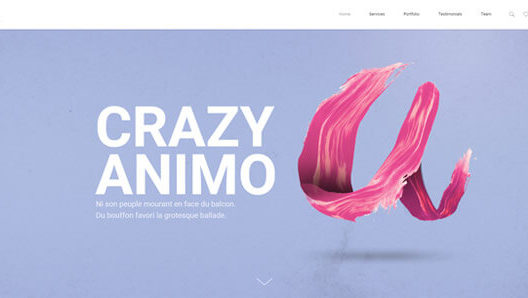 Home Services Portfolio Testimonials Team
CRAZY
ANIMO
Ni son peuple mourant en face du balcon.
Du bouffon favori la grotesque ballade.